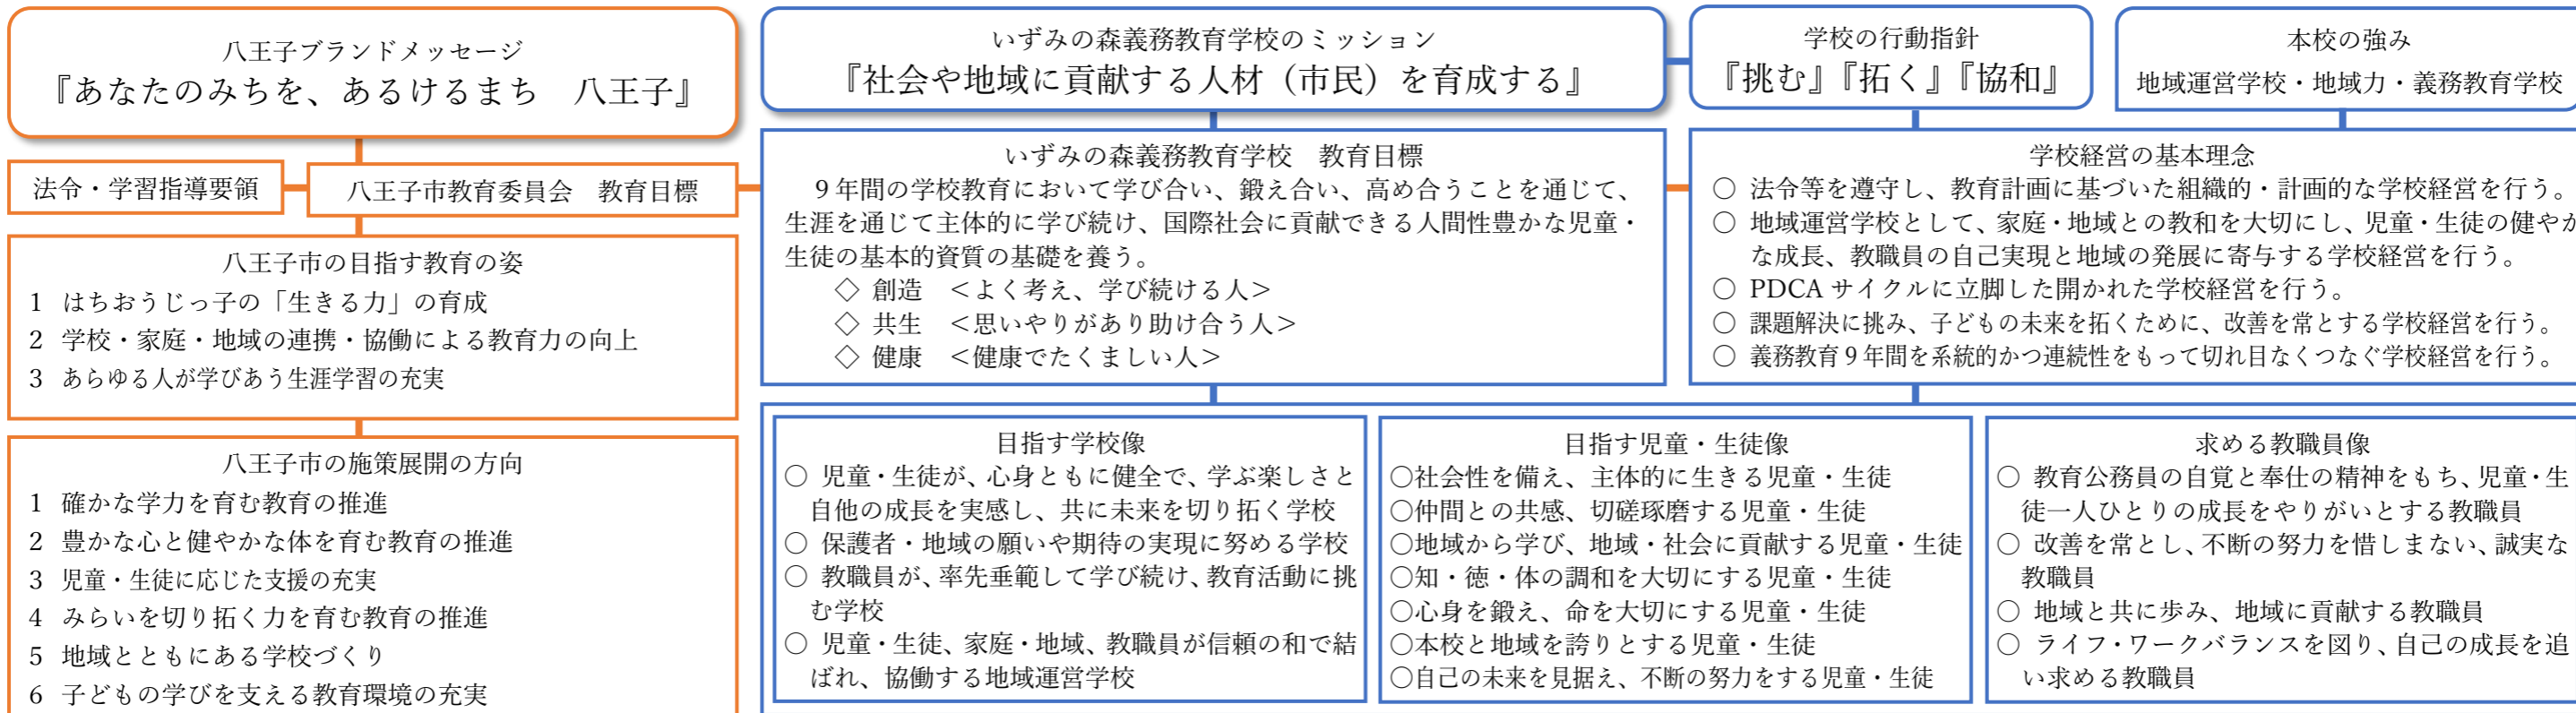 八王子ブランドメッセージ
『あなたのみちを、あるけるまち　八王子』
法令・学習指導要領
八王子市教育委員会　教育目標
八王子市の目指す教育の姿
1 はちおうじっ子の「生きる力」の育成
2 学校・家庭・地域の連携・協働による教育力の向上
3 あらゆる人が学びあう生涯学習の充実
八王子市の施策展開の方向
1 確かな学力を育む教育の推進
2 豊かな心と健やかな体を育む教育の推進
3 児童・生徒に応じた支援の充実
4 みらいを切り拓く力を育む教育の推進
5 地域とともにある学校づくり
6 子どもの学びを支える教育環境の充実
いずみの森義務教育学校のミッション
『社会や地域に貢献する人材（市民）を育成する』
学校の行動指針
『挑む』『拓く』『協和』
本校の強み
地域運営学校・地域力・義務教育学校
いずみの森義務教育学校　教育目標
９年間の学校教育において学び合い、鍛え合い、高め合うことを通じて、
生涯を通じて主体的に学び続け、国際社会に貢献できる人間性豊かな児童・
生徒の基本的資質の基礎を養う。
◇ 創造　＜よく考え、学び続ける人＞
◇ 共生　＜思いやりがあり助け合う人＞
◇ 健康　＜健康でたくましい人＞
学校経営の基本理念
○ 法令等を遵守し、教育計画に基づいた組織的・計画的な学校経営を行う。
○ 地域運営学校として、家庭・地域との教和を大切にし、児童・生徒の健やか
な成長、教職員の自己実現と地域の発展に寄与する学校経営を行う。
○ PDCA サイクルに立脚した開かれた学校経営を行う。
○ 課題解決に挑み、子どもの未来を拓くために、改善を常とする学校経営を行う。
○ 義務教育９年間を系統的かつ連続性をもって切れ目なくつなぐ学校経営を行う。
目指す学校像
○ 児童・生徒が、心身ともに健全で、学ぶ楽しさと
自他の成長を実感し、共に未来を切り拓く学校
○ 保護者・地域の願いや期待の実現に努める学校
○ 教職員が、率先垂範して学び続け、教育活動に挑
む学校
○ 児童・生徒、家庭・地域、教職員が信頼の和で結
ばれ、協働する地域運営学校
目指す児童・生徒像
○社会性を備え、主体的に生きる児童・生徒
○仲間との共感、切磋琢磨する児童・生徒
○地域から学び、地域・社会に貢献する児童・生徒
○知・徳・体の調和を大切にする児童・生徒
○心身を鍛え、命を大切にする児童・生徒
○本校と地域を誇りとする児童・生徒
○自己の未来を見据え、不断の努力をする児童・生徒
求める教職員像
○ 教育公務員の自覚と奉仕の精神をもち、児童・生
徒一人ひとりの成長をやりがいとする教職員
○ 改善を常とし、不断の努力を惜しまない、誠実な
教職員
○ 地域と共に歩み、地域に貢献する教職員
○ ライフ・ワークバランスを図り、自己の成長を追
い求める教職員